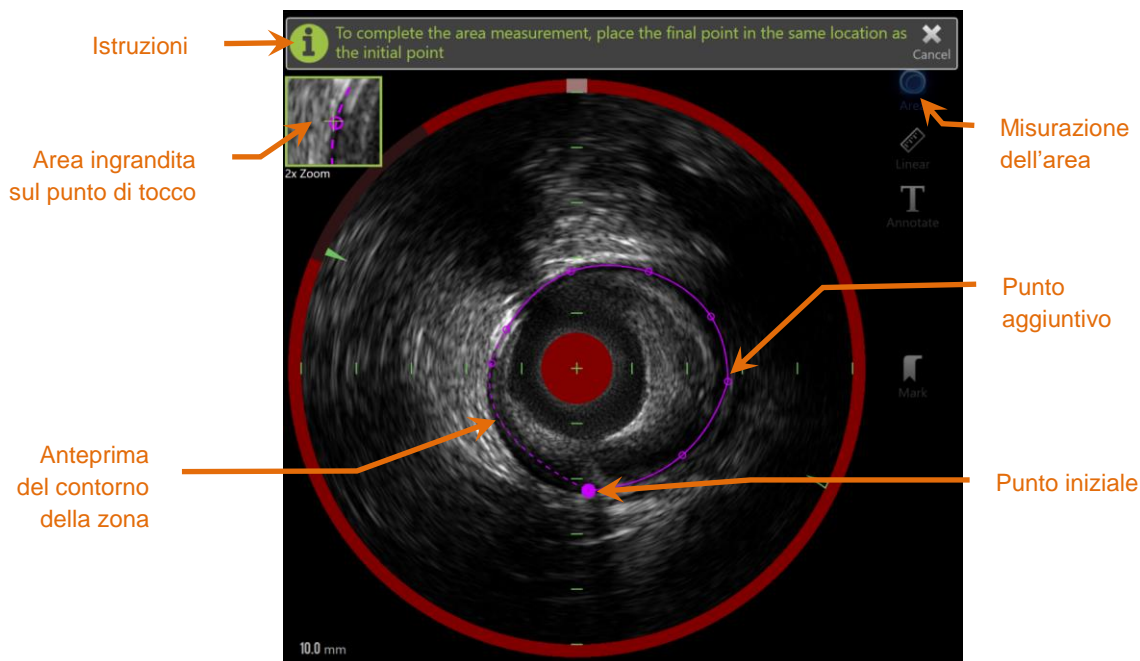 Istruzioni
To complete the area measurement, place the final point in the same location as
the initial point
Cancel
Area ingrandita
sul punto di tocco
2x Zoom
Area
Misurazione
dell’area
Linear
Annotate
Punto
aggiuntivo
Mark
Anteprima
del contorno
della zona
Punto iniziale
10.0 mm